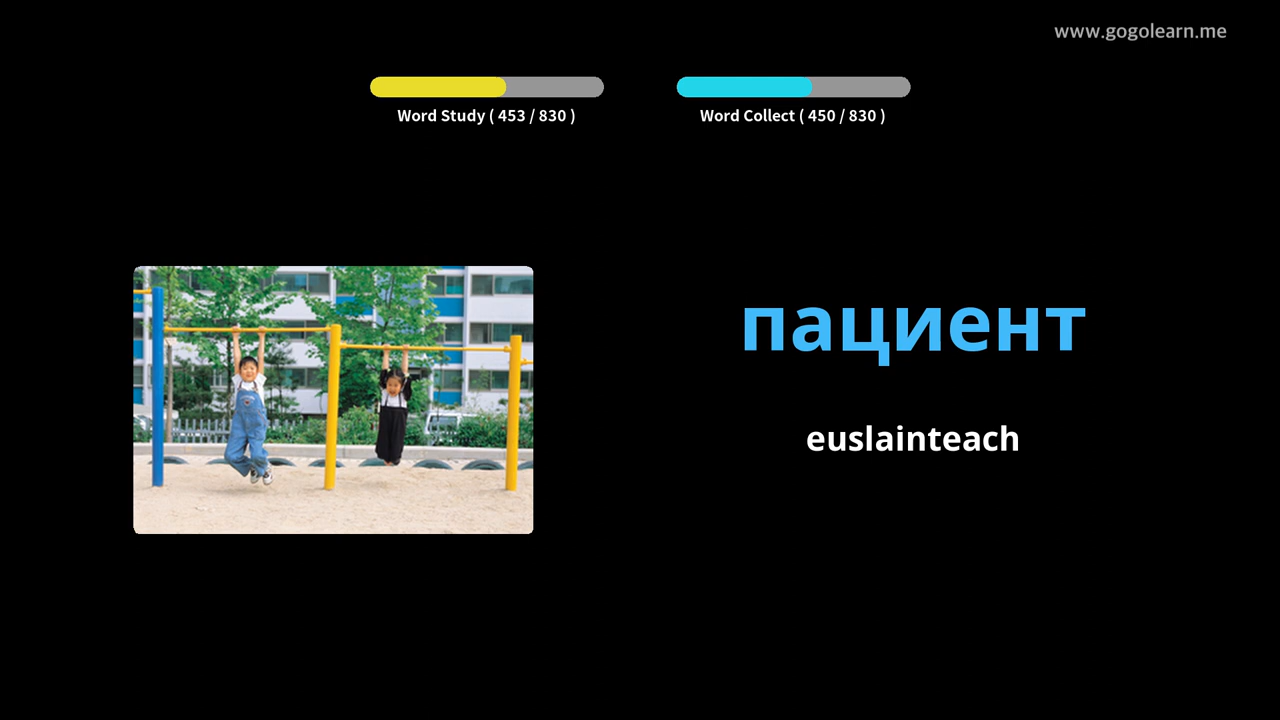 www.gogolearn.me
Word Study ( 453 / 830 )
Word Collect ( 450 / 830 )
пациент
euslainteach